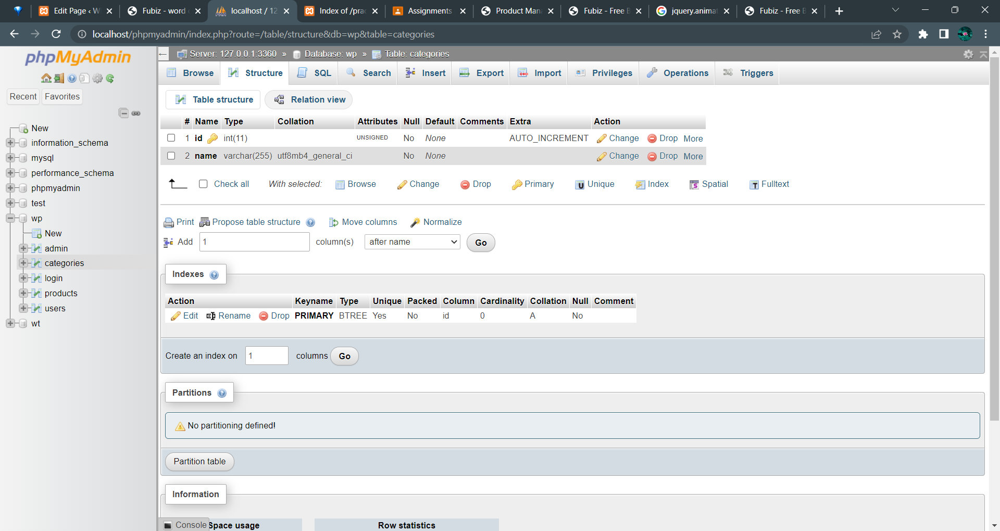 Edit Page ‹ W
Fubiz - word
localhost / 12
Index of /prac
Assignments
Product Man
Fubiz - Free B
jquery.animat
Fubiz - Free B
localhost/phpmyadmin/index.php?route=/table/structure&db=wp&table=categories
phpMyAdmin
Recent
Favorites
New
information_schema
mysql
performance_schema
phpmyadmin
test
wp
New
admin
categories
login
products
users
wt
Server: 127.0.0.1:3360 » Database: wp » Table: categories
Browse Structure SQL Search Insert Export Import Privileges Operations Triggers
Table structure Relation view
# Name Type Collation Attributes Null Default Comments Extra Action
1 id int(11) UNSIGNED No None AUTO_INCREMENT Change Drop More
2 name varchar(255) utf8mb4_general_ci No None Change Drop More
Check all With selected: Browse Change Drop Primary Unique Index Spatial Fulltext
Print Propose table structure Move columns Normalize
Add 1 column(s) after name Go
Indexes
Action Keyname Type Unique Packed Column Cardinality Collation Null Comment
Edit Rename Drop PRIMARY BTREE Yes No id 0 A No
Create an index on 1 columns Go
Partitions
No partitioning defined!
Partition table
Information
Console
Space usage Row statistics